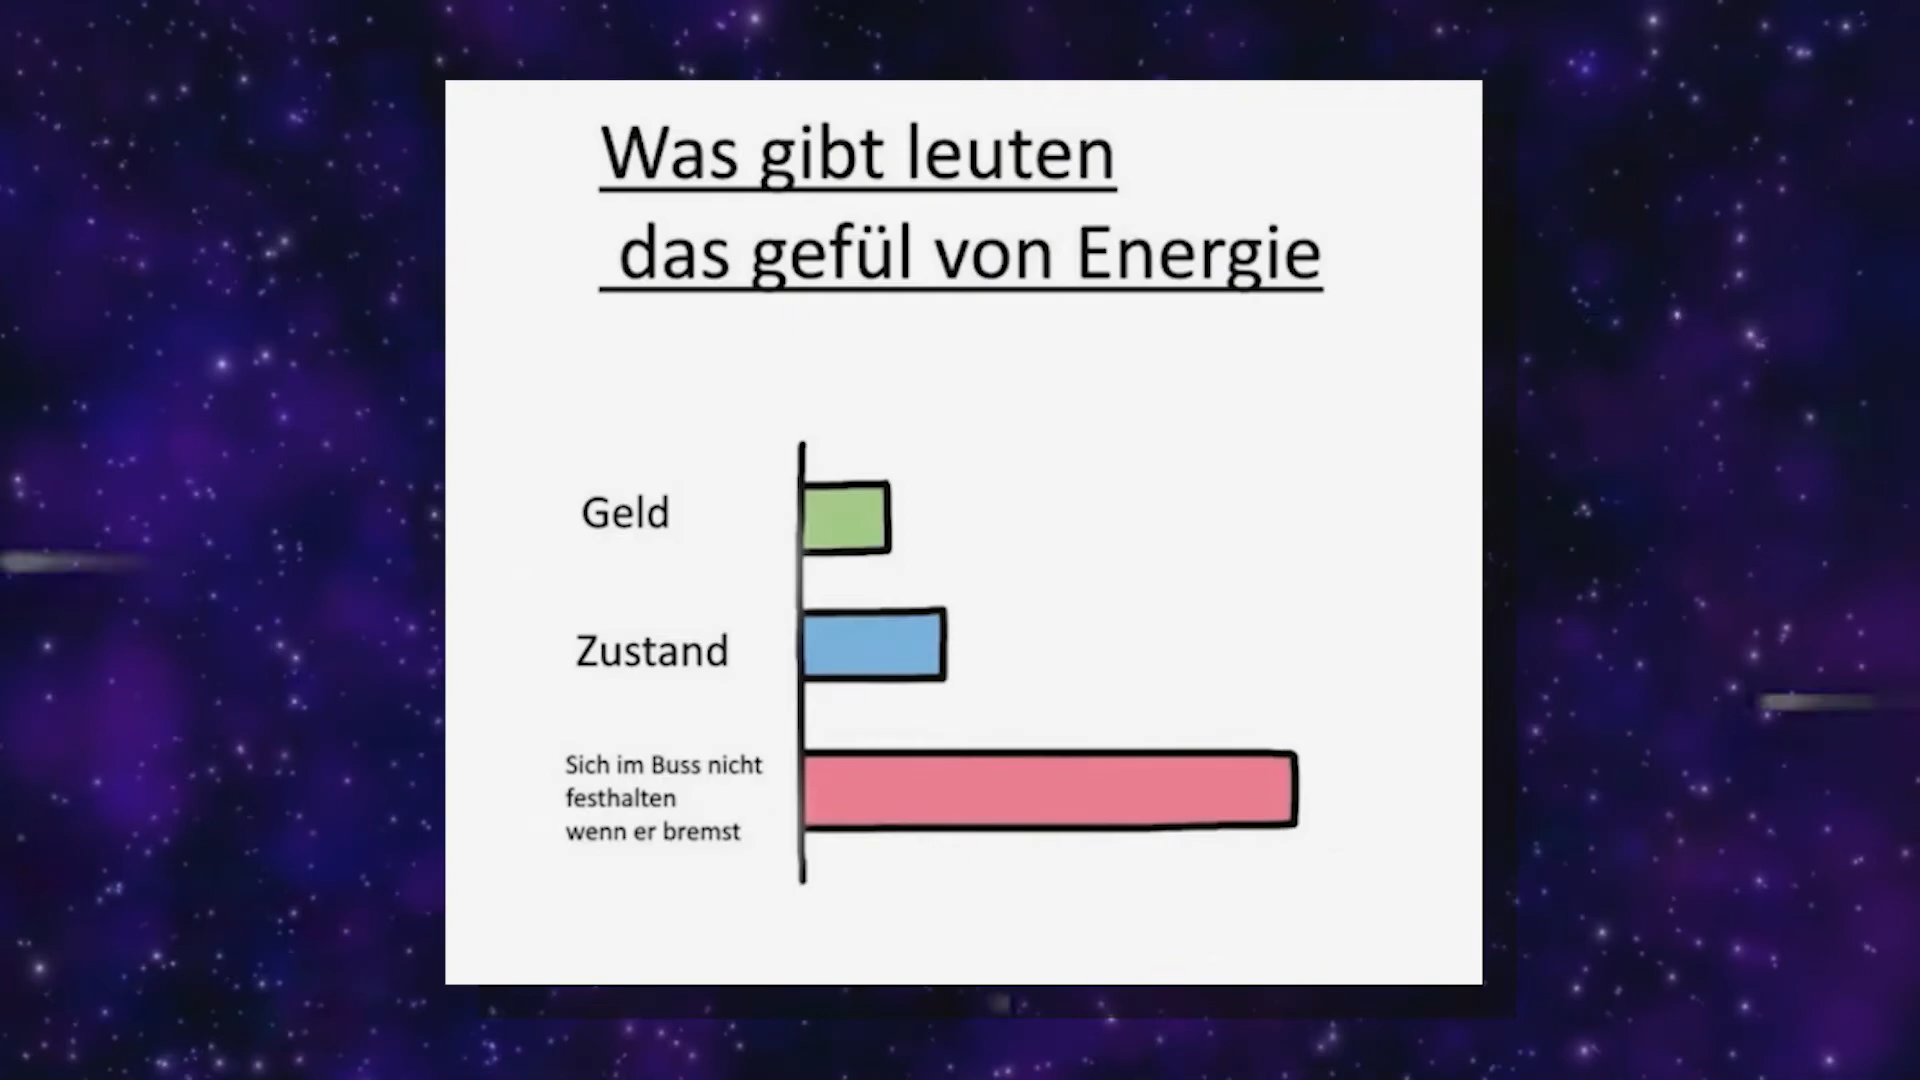 Was gibt leuten
das gefül von Energie
Geld
Zustand
Sich im Buss nicht
festhalten
wenn er bremst